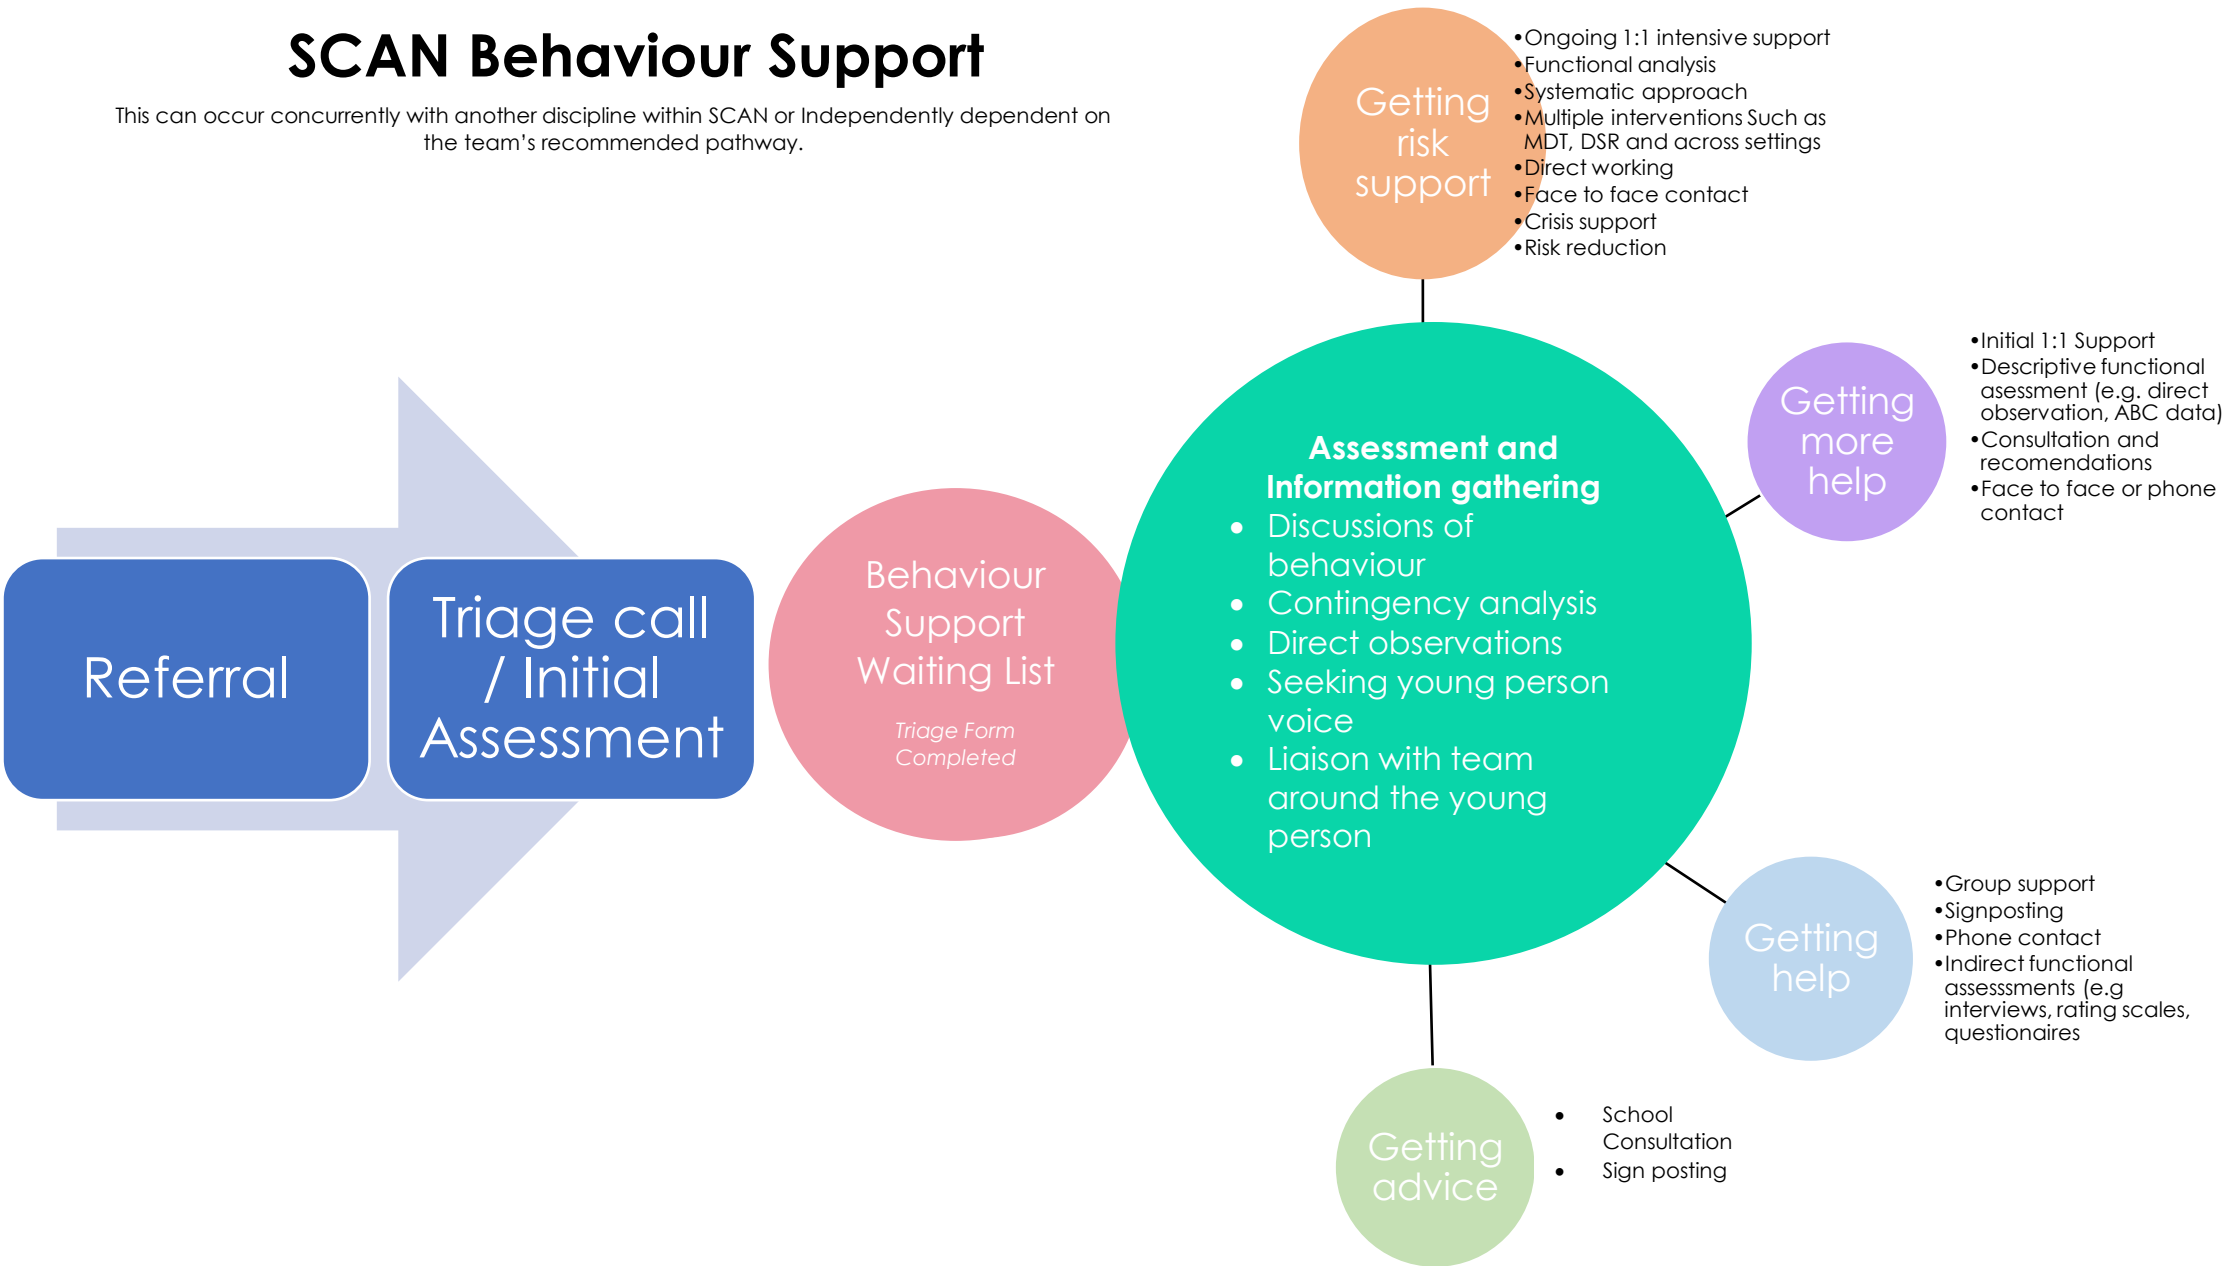 SCAN Behaviour Support
This can occur concurrently with another discipline within SCAN or Independently dependent on
the team's recommended pathway.
Referral
Triage call
/ Initial
Assessment
Behaviour
Support
Waiting List
Triage Form
Completed
Assessment and
Information gathering
• Discussions of
behaviour
• Contingency analysis
• Direct observations
• Seeking young person
voice
• Liaison with team
around the young
person
Getting
risk
support
•Ongoing 1:1 intensive support
•Functional analysis
•Systematic approach
•Multiple interventions Such as
MDT, DSR and across settings
•Direct working
•Face to face contact
•Crisis support
•Risk reduction
Getting
more
help
•Initial 1:1 Support
•Descriptive functional
asessment (e.g. direct
observation, ABC data)
•Consultation and
recomendations
•Face to face or phone
contact
Getting
help
•Group support
•Signposting
•Phone contact
•Indirect functional
assesssments (e.g
interviews, rating scales,
questionaires
Getting
advice
• School
Consultation
• Sign posting